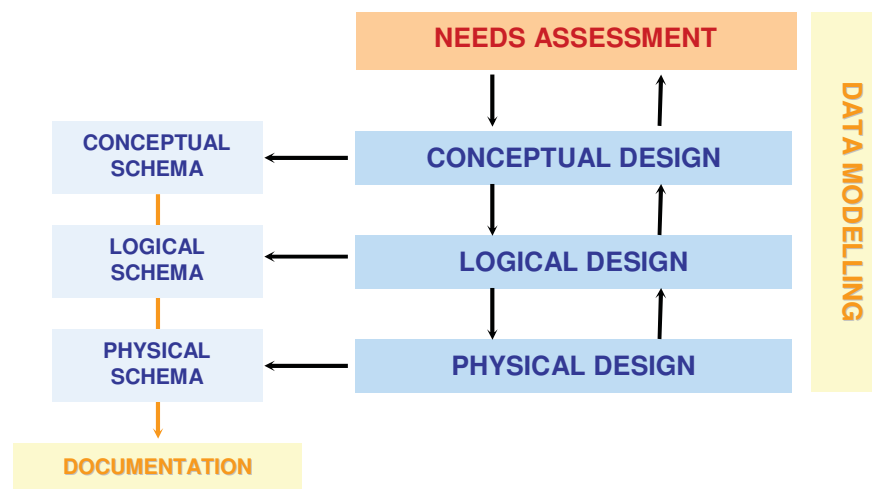 NEEDS ASSESSMENT
CONCEPTUAL
SCHEMA
CONCEPTUAL DESIGN
LOGICAL
SCHEMA
LOGICAL DESIGN
PHYSICAL
SCHEMA
PHYSICAL DESIGN
DOCUMENTATION
DATA MODELLING